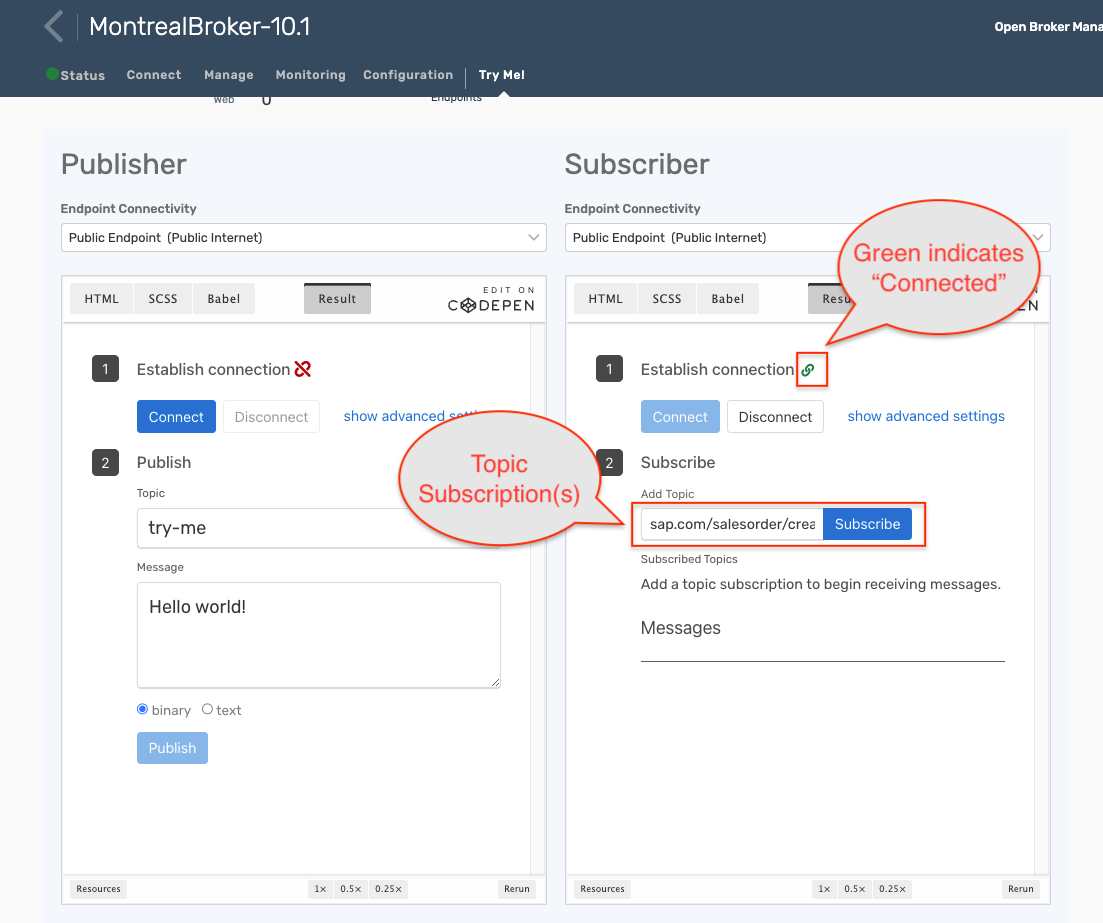 MontrealBroker-10.1
Open Broker Mana
Status Connect Manage Monitoring Configuration Try Me!
Web 0 Endpoints
Publisher
Endpoint Connectivity
Public Endpoint (Public Internet)
HTML SCSS Babel Result EDIT ON
CODEPEN
1 Establish connection
Connect Disconnect show advanced
2 Publish
Topic
try-me
Message
Hello world!
binary text
Publish
Resources 1× 0.5× 0.25× Rerun
Subscriber
Endpoint Connectivity
Public Endpoint (Public Internet)
Green indicates
“Connected”
HTML SCSS Babel Resu
EN
1 Establish connection
Connect Disconnect show advanced settings
Topic
Subscription(s)
2 Subscribe
Add Topic
sap.com/salesorder/crea Subscribe
Subscribed Topics
Add a topic subscription to begin receiving messages.
Messages
Resources 1× 0.5× 0.25× Rerun